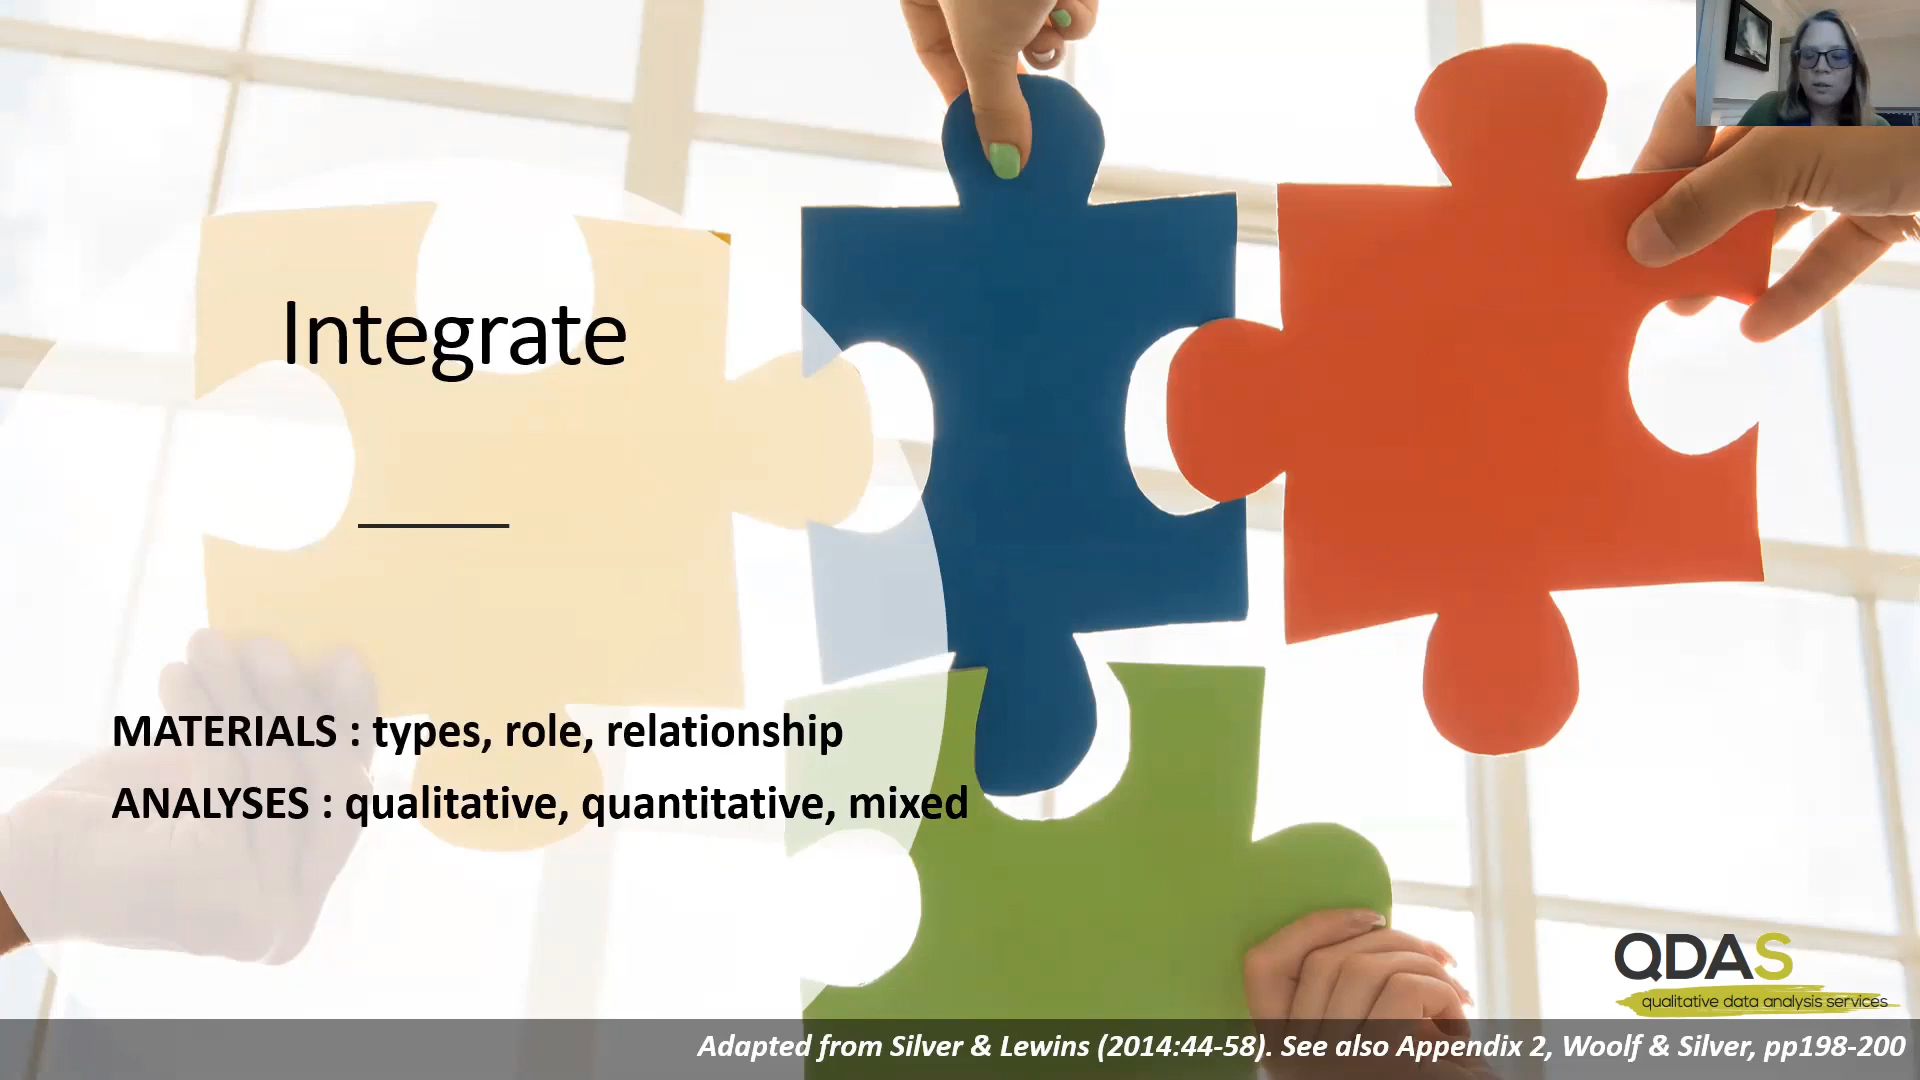 Integrate
MATERIALS : types, role, relationship
ANALYSES : qualitative, quantitative, mixed
QDAS
qualitative data analysis services
Adapted from Silver & Lewins (2014:44-58). See also Appendix 2, Woolf & Silver, pp198-200